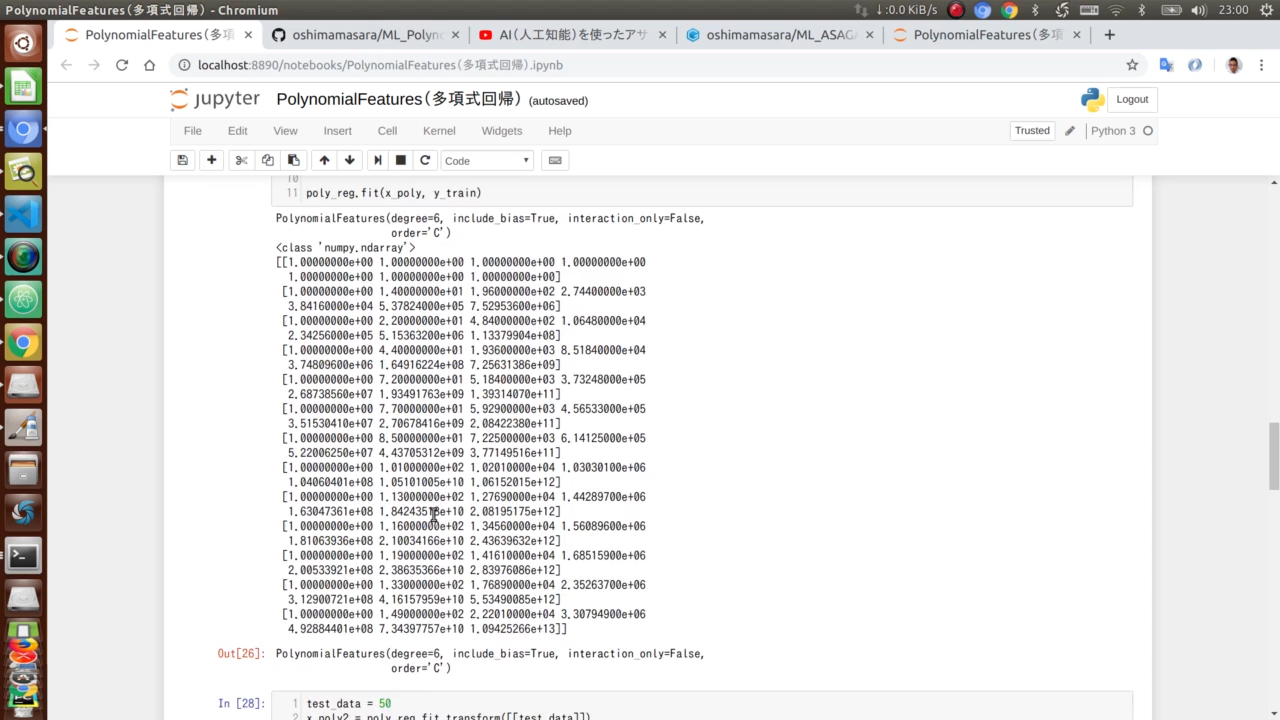 PolynomialFeatures(多項式回帰) - Chromium
↓:0.0 KiB/s
23:00
PolynomialFeatures(多項
oshimamasara/ML_Polyno
AI(人工知能)を使ったアサ
oshimamasara/ML_ASAGA
PolynomialFeatures(多項式
localhost:8890/notebooks/PolynomialFeatures(多項式回帰).ipynb
jupyter
PolynomialFeatures(多項式回帰)
(autosaved)
Logout
File
Edit
View
Insert
Cell
Kernel
Widgets
Help
Trusted
Python 3
Code
10
11 poly_reg.fit(x_poly, y_train)
PolynomialFeatures(degree=6, include_bias=True, interaction_only=False,
order='C')
<class 'numpy.ndarray'>
[[1.00000000e+00 1.00000000e+00 1.00000000e+00 1.00000000e+00
1.00000000e+00 1.00000000e+00 1.00000000e+00]
[1.00000000e+00 1.40000000e+01 1.96000000e+02 2.74400000e+03
3.84160000e+04 5.37824000e+05 7.52953600e+06]
[1.00000000e+00 2.20000000e+01 4.84000000e+02 1.06480000e+04
2.34256000e+05 5.15363200e+06 1.13379904e+08]
[1.00000000e+00 4.40000000e+01 1.93600000e+03 8.51840000e+04
3.74809600e+06 1.64916224e+08 7.25631386e+09]
[1.00000000e+00 7.20000000e+01 5.18400000e+03 3.73248000e+05
2.68738560e+07 1.93491763e+09 1.39314070e+11]
[1.00000000e+00 7.70000000e+01 5.92900000e+03 4.56533000e+05
3.51530410e+07 2.70678416e+09 2.08422380e+11]
[1.00000000e+00 8.50000000e+01 7.22500000e+03 6.14125000e+05
5.22006250e+07 4.43705312e+09 3.77149516e+11]
[1.00000000e+00 1.01000000e+02 1.02010000e+04 1.03030100e+06
1.04060401e+08 1.05101005e+10 1.06152015e+12]
[1.00000000e+00 1.13000000e+02 1.27690000e+04 1.44289700e+06
1.63047361e+08 1.84243518e+10 2.08195175e+12]
[1.00000000e+00 1.16000000e+02 1.34560000e+04 1.56089600e+06
1.81063936e+08 2.10034166e+10 2.43639632e+12]
[1.00000000e+00 1.19000000e+02 1.41610000e+04 1.68515900e+06
2.00533921e+08 2.38635366e+10 2.83976086e+12]
[1.00000000e+00 1.33000000e+02 1.76890000e+04 2.35263700e+06
3.12900721e+08 4.16157959e+10 5.53490085e+12]
[1.00000000e+00 1.49000000e+02 2.22010000e+04 3.30794900e+06
4.92884401e+08 7.34397757e+10 1.09425266e+13]]
Out[26]:
PolynomialFeatures(degree=6, include_bias=True, interaction_only=False,
order='C')
In [28]:
1 test_data = 50
2 x_poly2 = poly_reg.fit_transform([[test_data]])